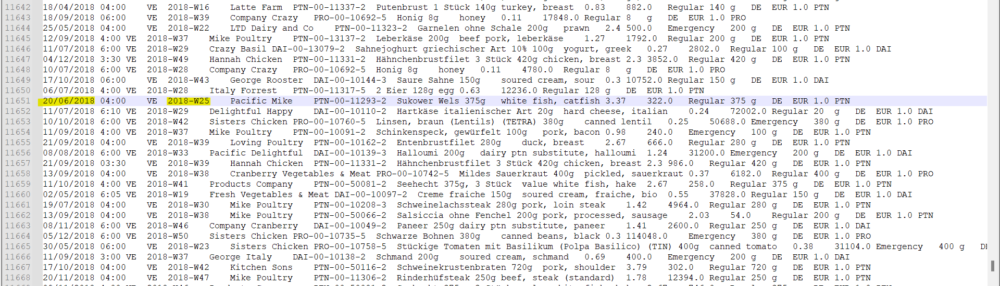 11642 18/04/2018 04:00 VE 2018-W16 Latte Farm PTN-00-11337-2 Putenbrust 1 Stück 140g turkey, breast 0.83 882.0 Regular 140 g DE EUR 1.0 PTN
11643 18/09/2018 06:00 VE 2018-W39 Company Crazy PRO-00-10692-5 Honig 8g honey 0.11 17848.0 Regular 8 g DE EUR 1.0 PRO
11644 25/05/2018 04:00 VE 2018-W22 LTD Dairy and Co PTN-00-11323-2 Garnelen ohne Schale 200g prawn 2.4 500.0 Emergency 200 g DE EUR 1.0 PTN
11645 12/09/2018 4:00 VE 2018-W37 Mike Poultry PTN-00-13137-2 Leberkäse 200g beef pork, leberkäse 1.27 1792.0 Regular 200 g DE EUR 1.0 PTN
11646 11/07/2018 6:00 VE 2018-W29 Crazy Basil DAI-00-13079-2 Sahnejoghurt griechischer Art 10% 100g yogurt, greek 0.27 2802.0 Regular 100 g DE EUR 1.0 DAI
11647 04/12/2018 3:30 VE 2018-W49 Hannah Chicken PTN-00-11331-2 Hähnchenbrustfilet 3 Stück 420g chicken, breast 2.3 3852.0 Regular 420 g DE EUR 1.0 PTN
11648 10/07/2018 6:00 VE 2018-W28 Company Crazy PRO-00-10692-5 Honig 8g honey 0.11 4780.0 Regular 8 g DE EUR 1.0 PRO
11649 17/10/2018 06:00 VE 2018-W43 George Rooster DAI-00-10144-3 Saure Sahne 150g soured cream, sour 0.3 10752.0 Regular 150 g DE EUR 1.0 DAI
11650 06/07/2018 4:00 VE 2018-W28 Italy Forrest PTN-00-11317-5 2 Eier 128g egg 0.63 12236.0 Regular 128 g DE EUR 1.0 PTN
11651 20/06/2018 04:00 VE 2018-W25 Pacific Mike PTN-00-11293-2 Sukower Wels 375g white fish, catfish 3.37 322.0 Regular 375 g DE EUR 1.0 PTN
11652 11/07/2018 6:10 VE 2018-W29 Delightful Happy DAI-00-10110-2 Hartkäse italienischer Art 20g hard cheese, italian 0.24 72002.0 Regular 20 g DE EUR 1.0 DAI
11653 10/10/2018 6:00 VE 2018-W42 Sisters Chicken PRO-00-10760-5 Linsen, braun (Lentils) (TETRA) 380g canned lentil 0.25 50688.0 Emergency 380 g DE EUR 1.0 PRO
11654 11/09/2018 4:00 VE 2018-W37 Mike Poultry PTN-00-10091-2 Schinkenspeck, gewürfelt 100g pork, bacon 0.98 240.0 Emergency 100 g DE EUR 1.0 PTN
11655 21/09/2018 04:00 VE 2018-W39 Loving Poultry PTN-00-10162-2 Entenbrustfilet 280g duck, breast 2.67 666.0 Regular 280 g DE EUR 1.0 PTN
11656 08/08/2018 6:00 VE 2018-W33 Pacific Delightful DAI-00-10139-3 Halloumi 200g dairy ptn substitute, halloumi 1.24 31200.0 Emergency 200 g DE EUR 1.0 DAI
11657 21/09/2018 03:30 VE 2018-W39 Hannah Chicken PTN-00-11331-2 Hähnchenbrustfilet 3 Stück 420g chicken, breast 2.3 986.0 Regular 420 g DE EUR 1.0 PTN
11658 13/09/2018 04:00 VE 2018-W38 Cranberry Vegetables & Meat PRO-00-10742-5 Mildes Sauerkraut 400g pickled, sauerkraut 0.37 6182.0 Regular 400 g DE EUR 1.0 PRO
11659 11/10/2018 4:00 VE 2018-W41 Products Company PTN-00-50081-2 Seehecht 375g, 3 Stück value white fish, hake 2.67 258.0 Regular 375 g DE EUR 1.0 PTN
11660 02/05/2018 6:05 VE 2018-W19 Fresh Vegetables & Meat DAI-00-10097-2 Creme fraiche 150g soured cream, fraiche, bio 0.55 37828.0 Regular 150 g DE EUR 1.0 DAI
11661 19/07/2018 04:00 VE 2018-W30 Mike Poultry PTN-00-10208-3 Schweinelachssteak 280g pork, loin steak 1.42 4964.0 Regular 280 g DE EUR 1.0 PTN
11662 13/09/2018 04:00 VE 2018-W38 Mike Poultry PTN-00-50066-2 Salsiccia ohne Fenchel 200g pork, processed, sausage 2.03 54.0 Regular 200 g DE EUR 1.0 PTN
11663 08/11/2018 6:00 VE 2018-W46 Company Cranberry DAI-00-10049-2 Paneer 250g dairy ptn substitute, paneer 1.41 2600.0 Regular 250 g DE EUR 1.0 DAI
11664 05/12/2018 6:00 VE 2018-W50 Sisters Chicken PRO-00-10735-5 Schwarze Bohnen 380g canned beans, black 0.3 114048.0 Emergency 380 g DE EUR 1.0 PRO
11665 30/05/2018 06:00 VE 2018-W23 Sisters Chicken PRO-00-10758-5 Stückige Tomaten mit Basilikum (Polpa Basilico) (TIN) 400g canned tomato 0.38 31104.0 Emergency 400 g
11666 11/09/2018 3:00 VE 2018-W37 George Italy DAI-00-10138-2 Schmand 200g soured cream, schmand 0.69 400.0 Emergency 200 g DE EUR 1.0 DAI
11667 17/10/2018 04:00 VE 2018-W42 Kitchen Sons PTN-00-50116-2 Schweinekrustenbraten 720g pork, shoulder 3.79 302.0 Regular 720 g DE EUR 1.0 PTN
11668 20/11/2018 04:00 VE 2018-W47 Mike Poultry PTN-00-11306-2 Rinderhüfsteak 250g beef, steak (standard) 1.78 12394.0 Regular 250 g DE EUR 1.0 PTN